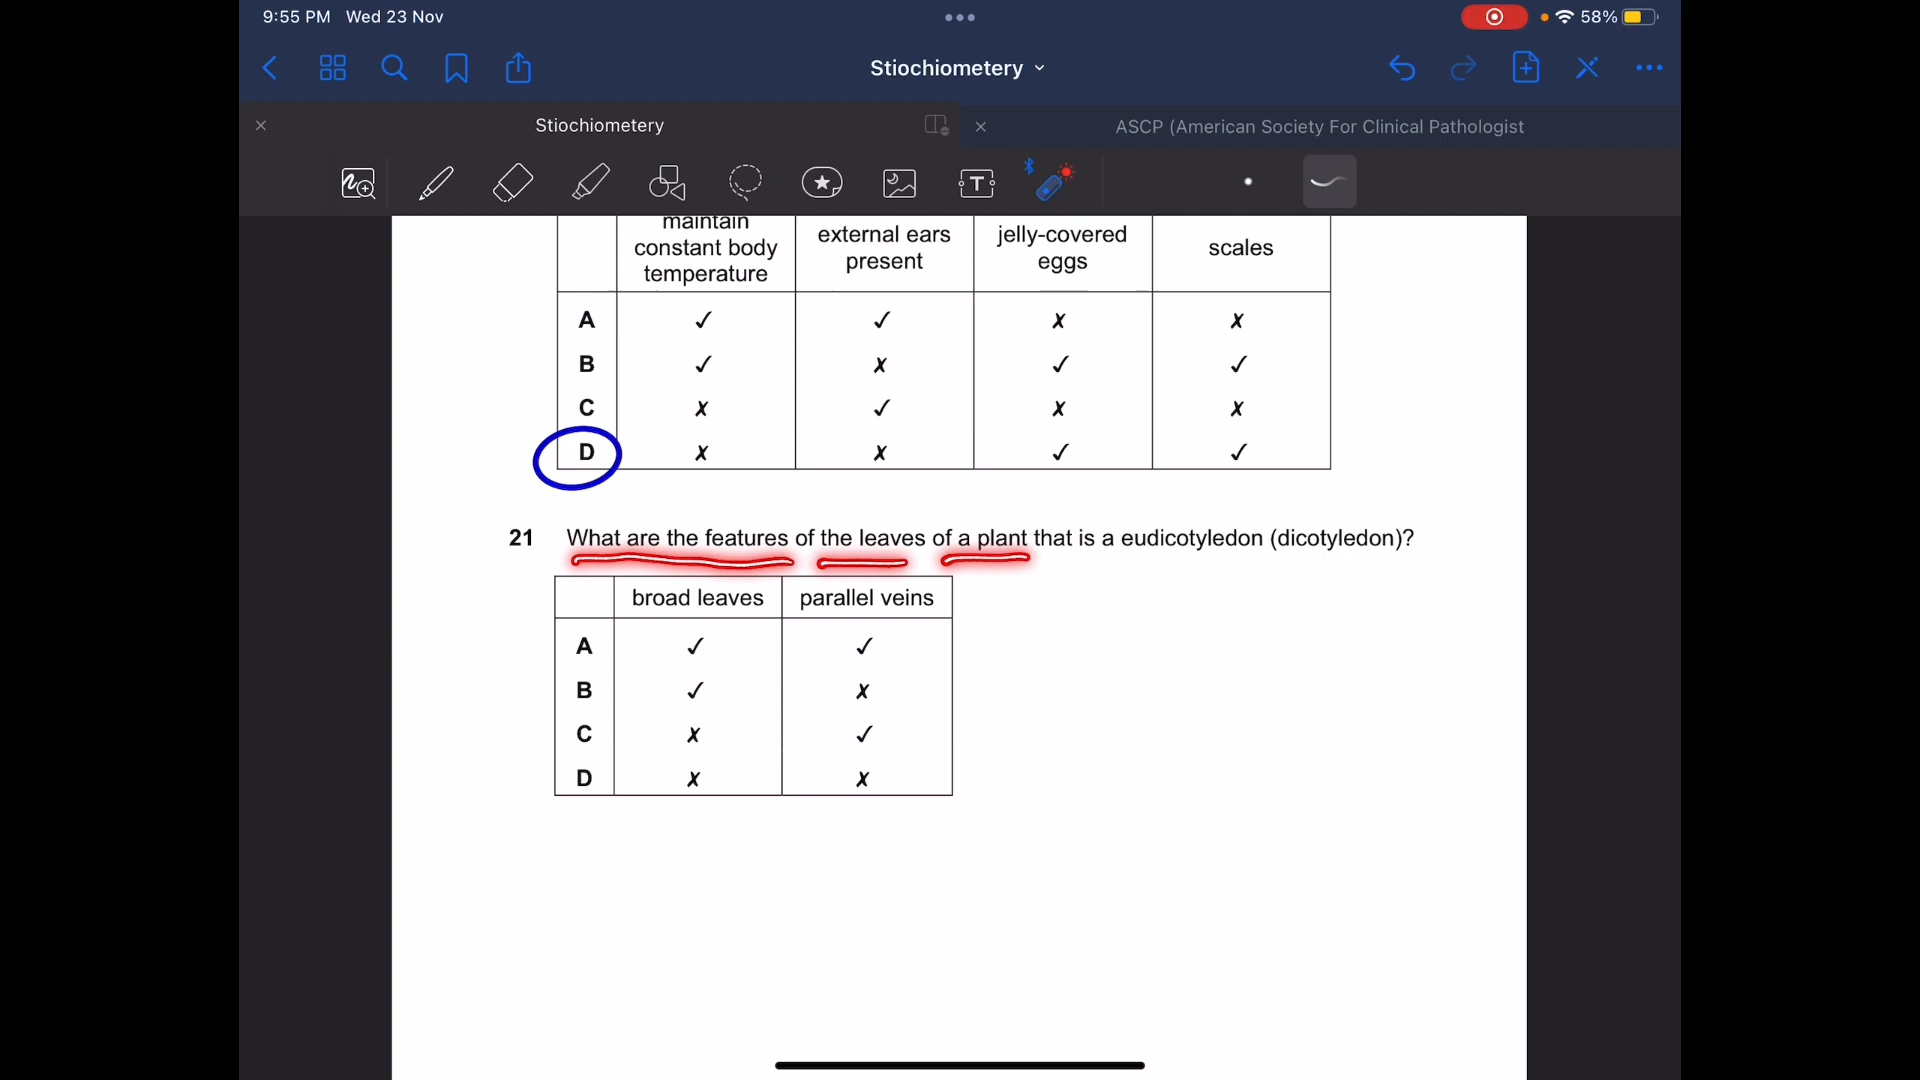 9:55 PM Wed 23 Nov
58%
Stiochiometery
Stiochiometery
ASCP (American Society For Clinical Pathologist
T
maintain constant body temperature
external ears present
jelly-covered eggs
scales
A ✓ ✓ ✗ ✗
B ✓ ✗ ✓ ✓
C ✗ ✓ ✗ ✗
D ✗ ✗ ✓ ✓
21 What are the features of the leaves of a plant that is a eudicotyledon (dicotyledon)?
broad leaves parallel veins
A ✓ ✓
B ✓ ✗
C ✗ ✓
D ✗ ✗